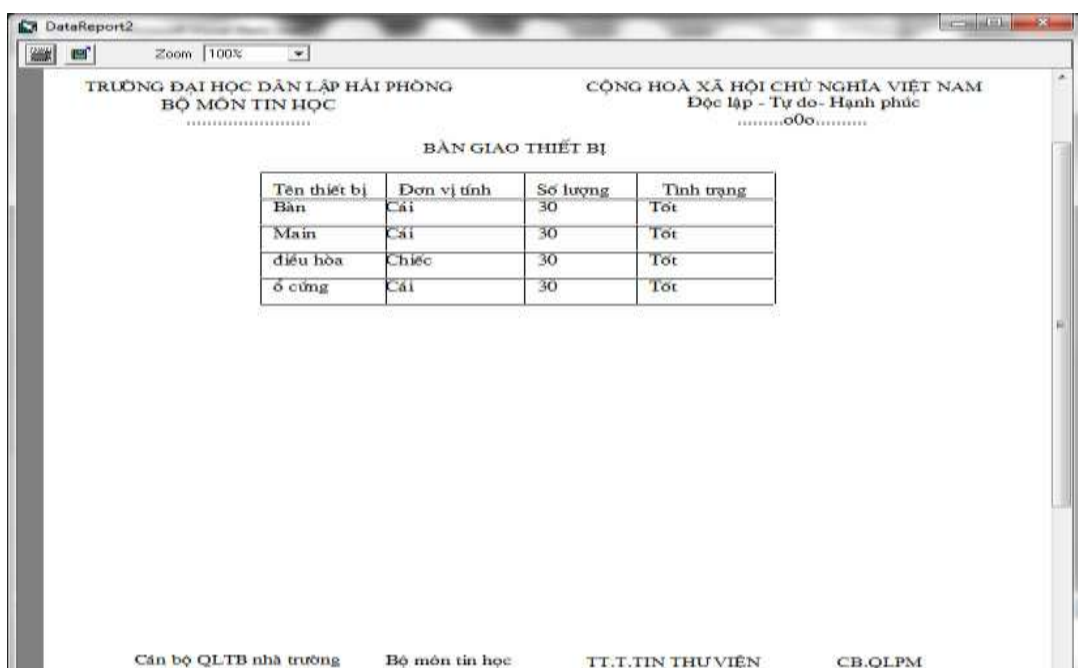 DataReport2
Zoom 100%
TRƯỜNG ĐẠI HỌC DÂN LẬP HẢI PHÒNG CỘNG HOÀ XÃ HỘI CHỦ NGHĨA VIỆT NAM
BỘ MÔN TIN HỌC Độc lập - Tự do- Hạnh phúc
......................... .........o0o..........
BÀN GIAO THIẾT BỊ
Tên thiết bị Đơn vị tính Số lượng Tình trạng
Bàn Cái 30 Tốt
Main Cái 30 Tốt
điều hòa Chiếc 30 Tốt
ổ cứng Cái 30 Tốt
Cán bộ QLTB nhà trường Bộ môn tin học TT.T.TIN THƯ VIỆN CB.QLPM